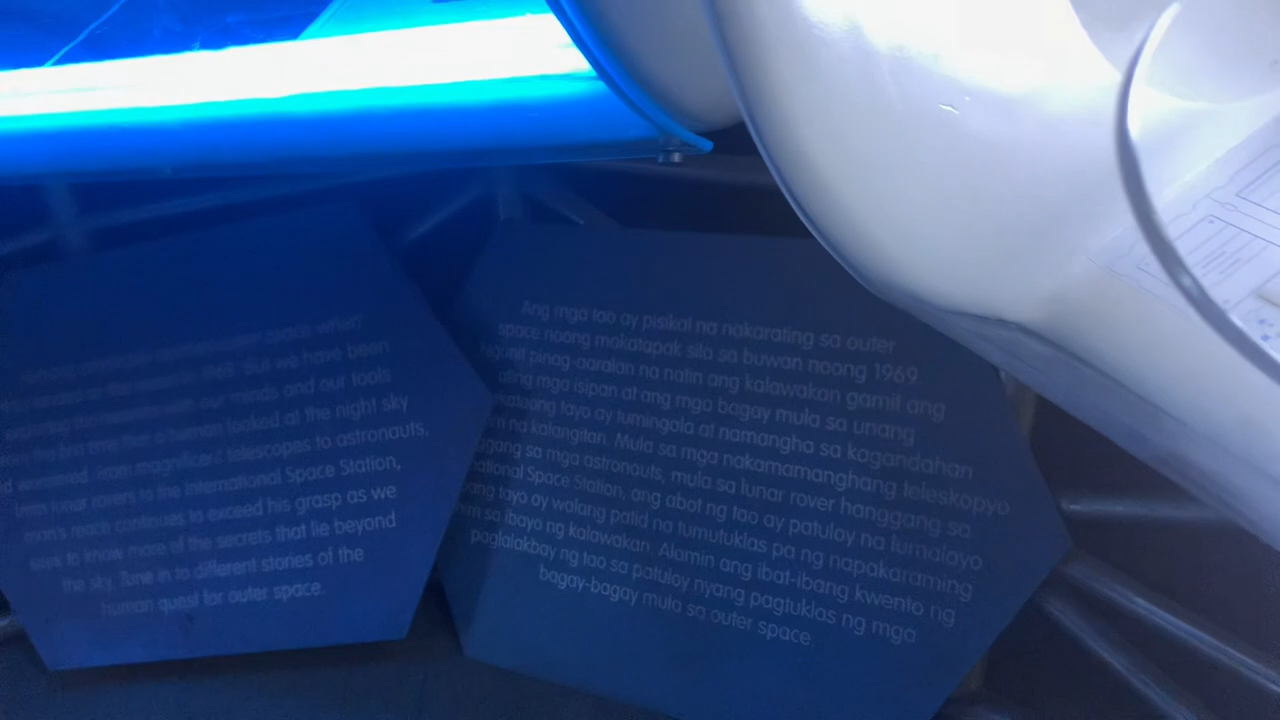 space when
but we have been
our minds and our tools
looked at the night sky
From magnificent telescopes to astronauts,
from lunar rovers to the International Space Station,
man's reach continues to exceed his grasp as we
to know more of the secrets that lie beyond
the sky. Tune in to different stories of the
human quest for outer space.
Ang mga tao ay pisikal na nakarating sa outer
space noong makatapak sila sa buwan noong 1969.
pinag-aaralan na natin ang kalawakan gamit ang
ating mga isipan at ang mga bagay mula sa unang
tayo ay tumingala at namangha sa kagandahan
na kalangitan. Mula sa mga nakamamanghang teleskopyo
sa mga astronauts, mula sa lunar rover hanggang sa
Space Station, ang abot ng tao ay patuloy na lumalayo
tayo ay walang patid na tumutuklas pa ng napakaraming
sa ibayo ng kalawakan. Alamin ang ibat-ibang kwento ng
paglalakbay ng tao sa patuloy nyang pagtuklas ng mga
bagay-bagay mula sa outer space.